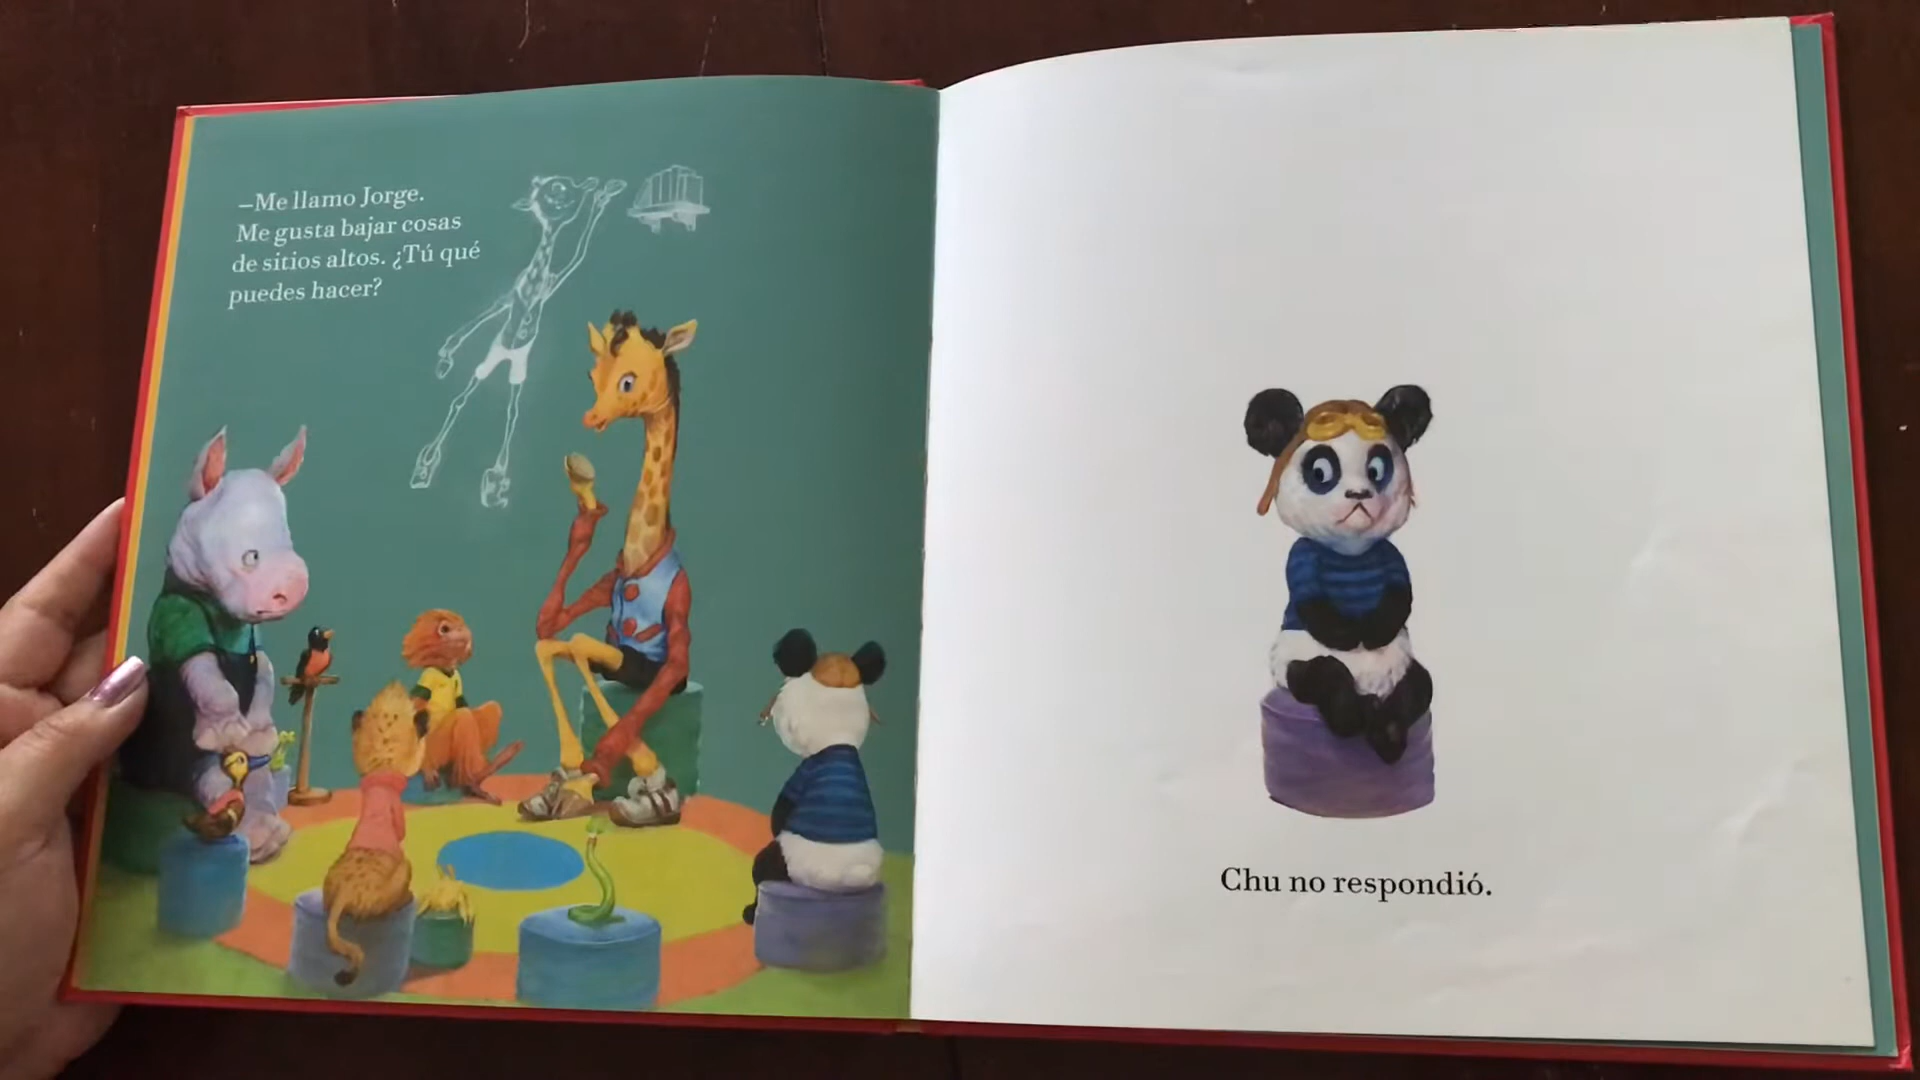 –Me llamo Jorge.
Me gusta bajar cosas
de sitios altos. ¿Tú qué
puedes hacer?
Chu no respondió.